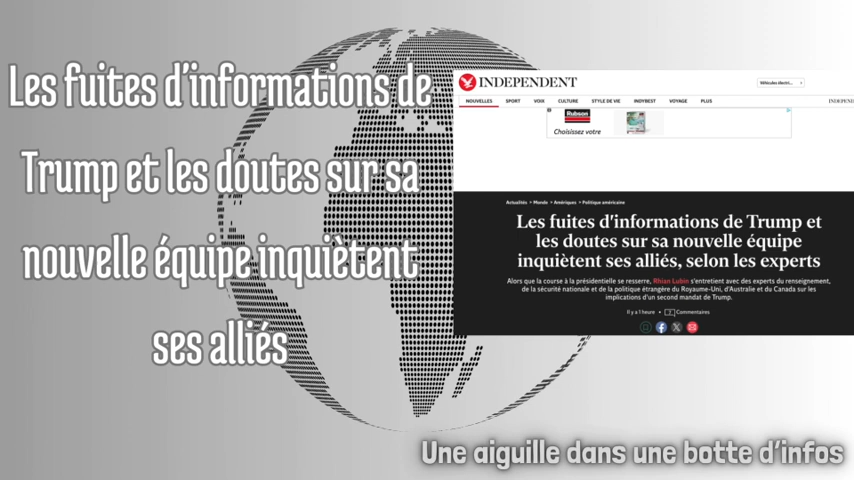 Les fuites d'informations de
Trump et les doutes sur sa
nouvelle équipe inquiètent
ses alliés
INDEPENDENT
Véhicules électri...
NOUVELLES SPORT VOIX CULTURE STYLE DE VIE INDYBEST VOYAGE PLUS
Rubson
Choisissez votre
Actualités > Monde > Amériques > Politique américaine
Les fuites d'informations de Trump et
les doutes sur sa nouvelle équipe
inquiètent ses alliés, selon les experts
Alors que la course à la présidentielle se resserre, Rhian Lubin s'entretient avec des experts du renseignement,
de la sécurité nationale et de la politique étrangère du Royaume-Uni, d'Australie et du Canada sur les
implications d'un second mandat de Trump.
Il y a 1 heure • Commentaires
Une aiguille dans une botte d'infos